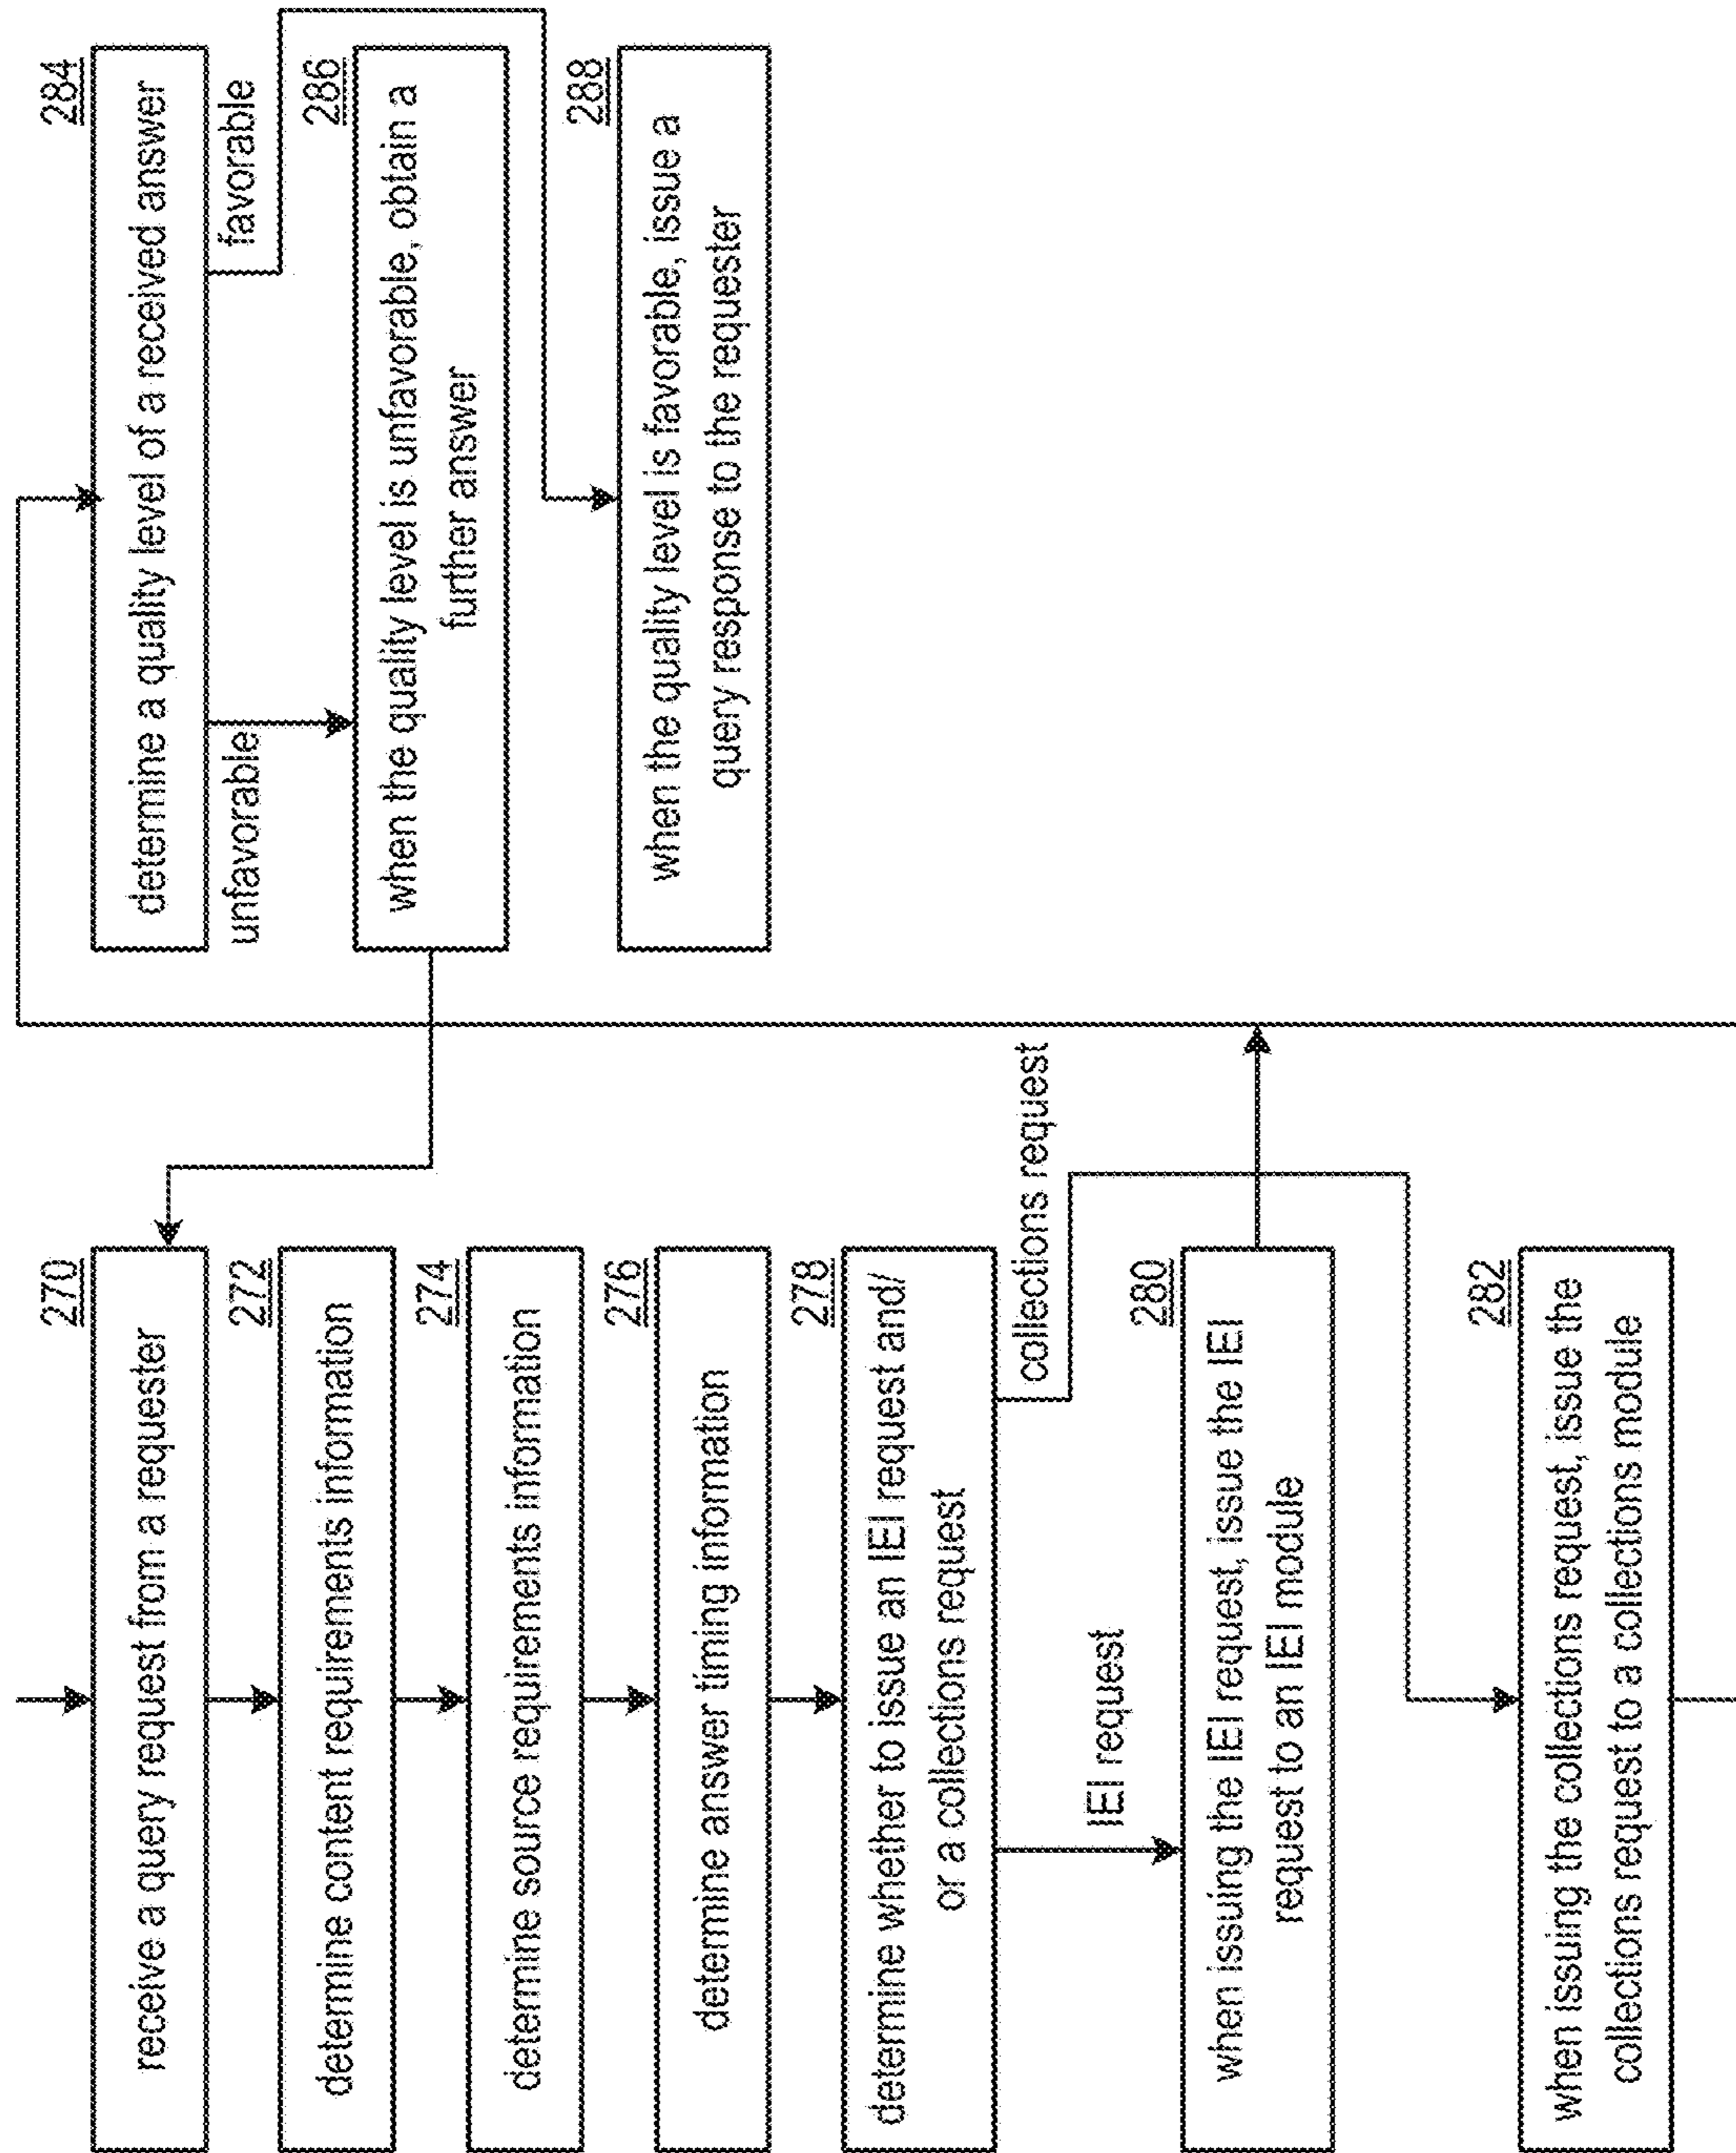 270
receive a query request from a requester
272
determine content requirements information
274
determine source requirements information
276
determine answer timing information
278
determine whether to issue an IEI request and/
or a collections request
IEI request
collections request
280
when issuing the IEI request, issue the IEI
request to an IEI module
282
when issuing the collections request, issue the
collections request to a collections module
284
determine a quality level of a received answer
unfavorable
favorable
286
when the quality level is unfavorable, obtain a
further answer
288
when the quality level is favorable, issue a
query response to the requester